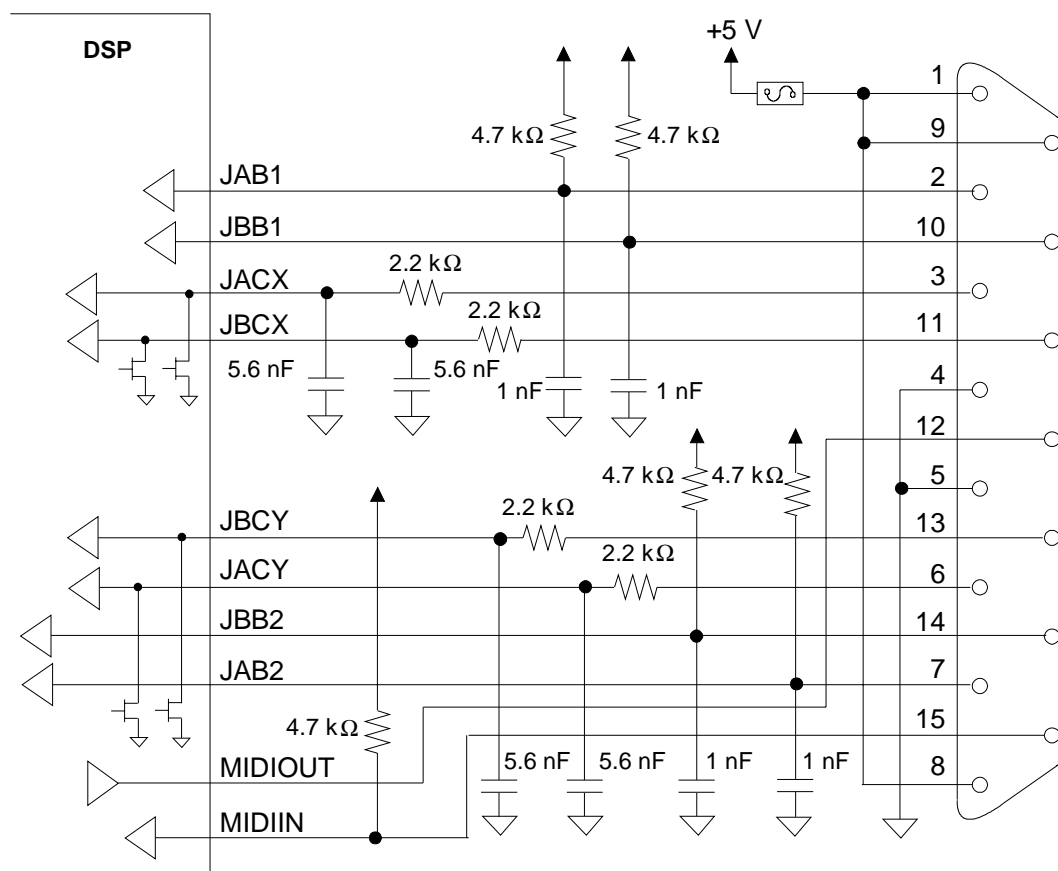 +5 V
DSP
1
9
4.7 kΩ 4.7 kΩ
JAB1 2
JBB1 10
JACX 2.2 kΩ 3
JBCX 2.2 kΩ 11
5.6 nF 5.6 nF 1 nF 1 nF
4
12
4.7 kΩ 4.7 kΩ 5
JBCY 2.2 kΩ 13
JACY 2.2 kΩ 6
JBB2 14
JAB2 7
4.7 kΩ 15
MIDIOUT 5.6 nF 5.6 nF 1 nF 1 nF 8
MIDIIN